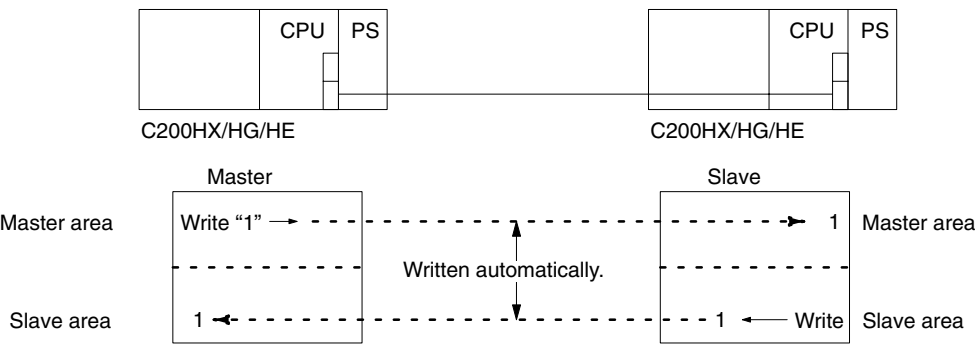 CPU PS CPU PS
C200HX/HG/HE C200HX/HG/HE
Master Slave
Master area Write “1” 1 Master area
Written automatically.
Slave area 1 1 Write Slave area